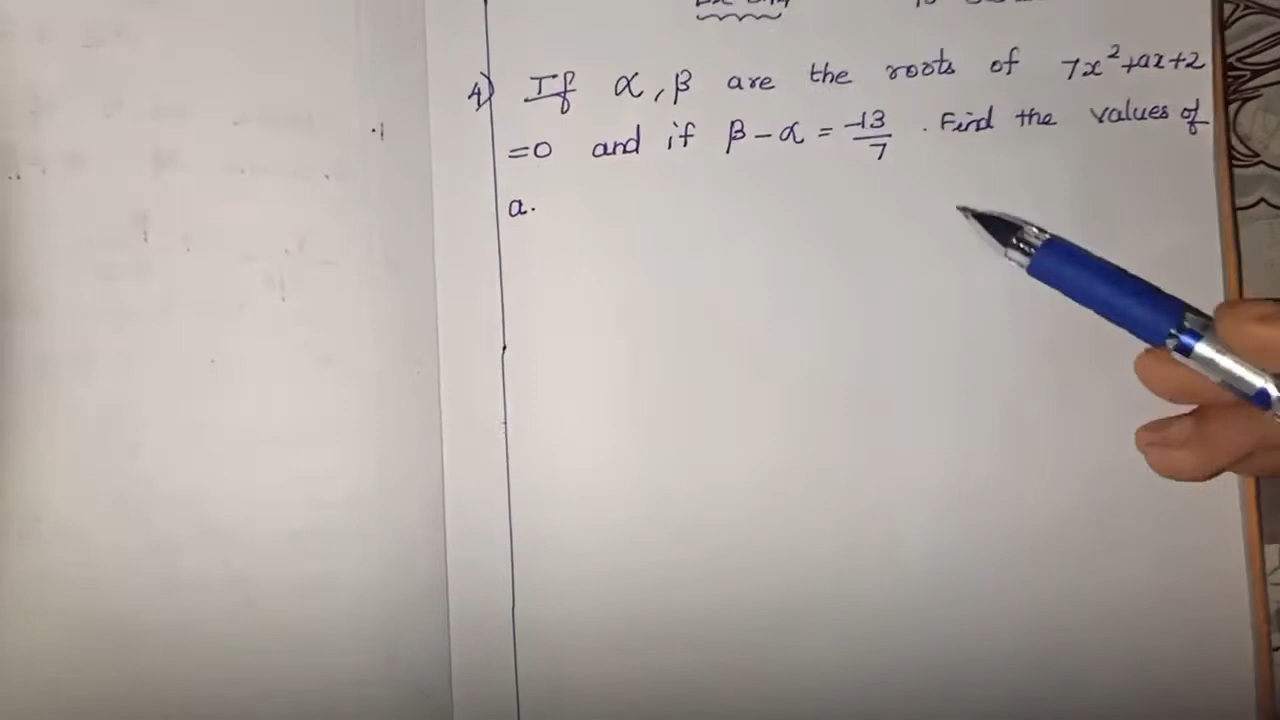 4) If α, β are the roots of 7x²+ax+2
=0 and if β-α = -13/7 . Find the values of
a.